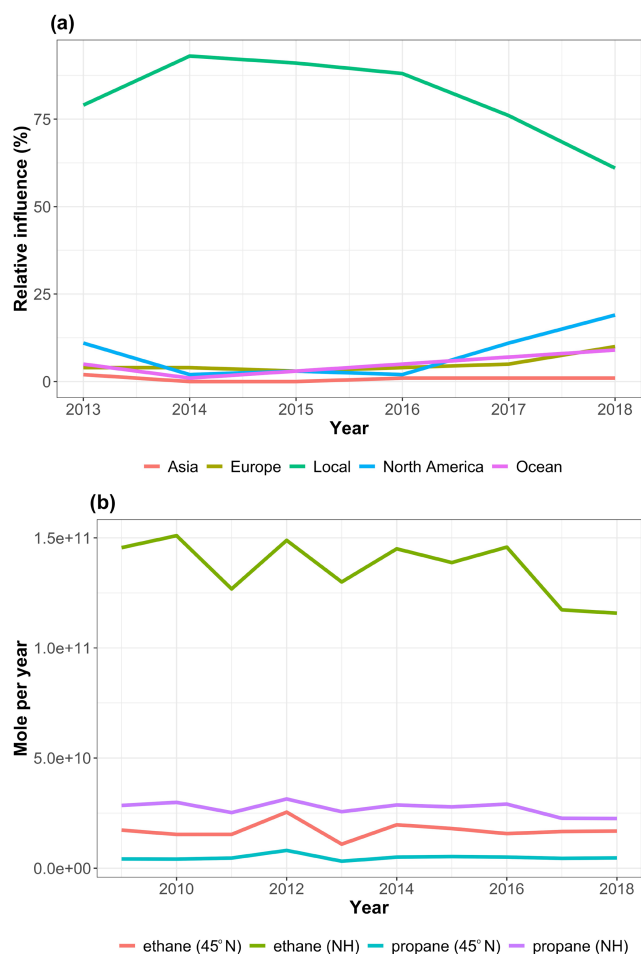 (a)
Relative influence (%)
75
50
25
0
2013 2014 2015 2016 2017 2018
Year
Asia Europe Local North America Ocean
(b)
Mole per year
1.5e+11
1.0e+11
5.0e+10
0.0e+00
2010 2012 2014 2016 2018
Year
ethane (45°N) ethane (NH) propane (45°N) propane (NH)